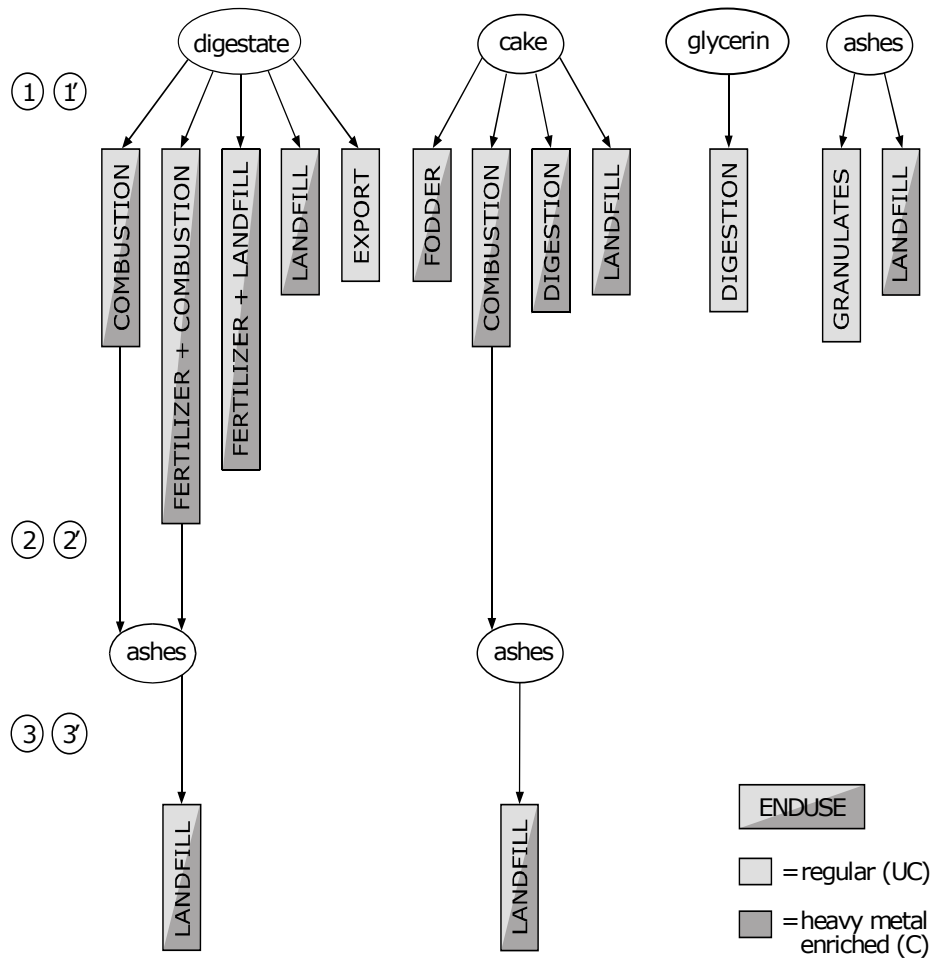 digestate
cake
glycerin
ashes
1 1′
COMBUSTION
FERTILIZER + COMBUSTION
FERTILIZER + LANDFILL
LANDFILL
EXPORT
FODDER
COMBUSTION
DIGESTION
LANDFILL
DIGESTION
GRANULATES
LANDFILL
2 2′
ashes
ashes
3 3′
LANDFILL
LANDFILL
ENDUSE
= regular (UC)
= heavy metal
enriched (C)